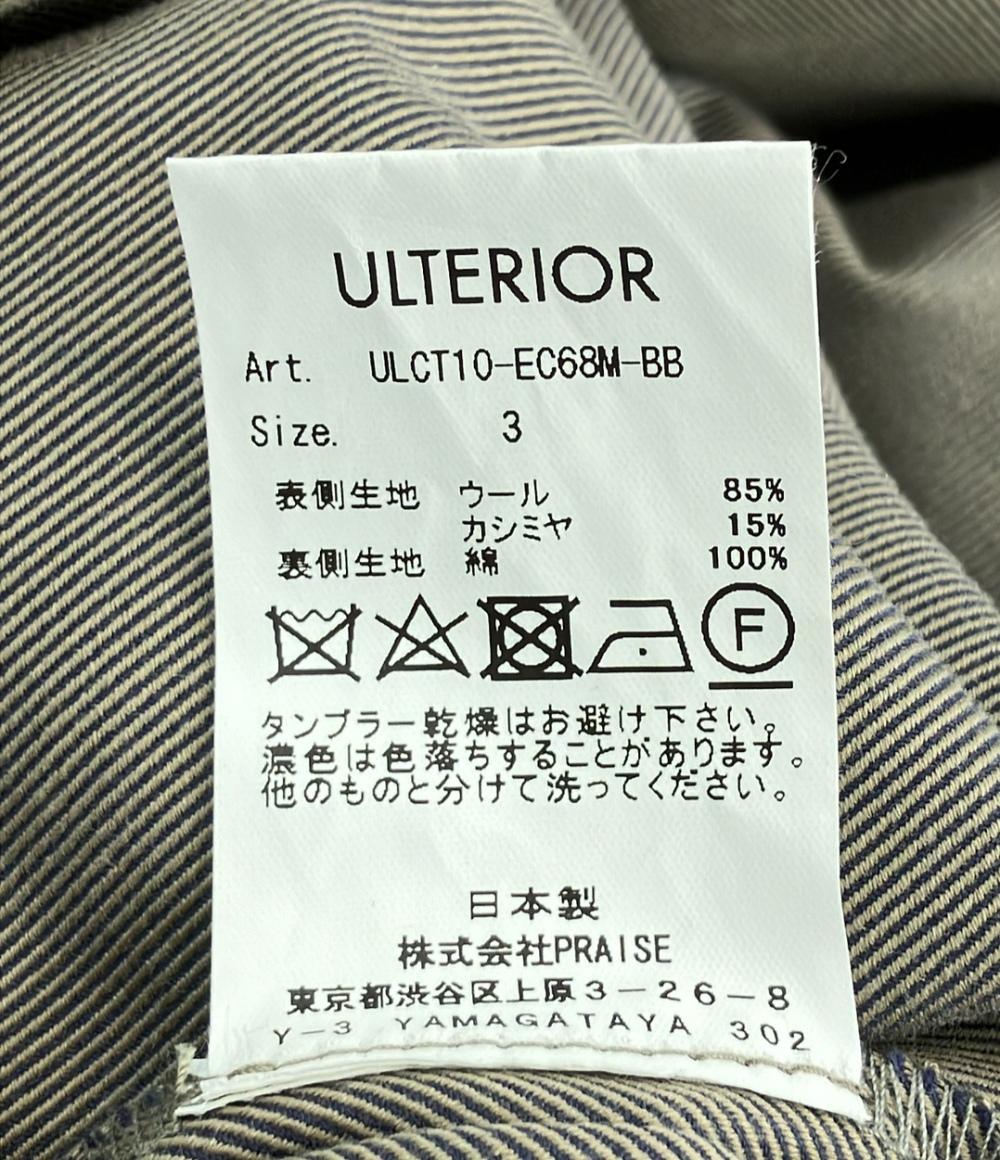 ULTERIOR
Art. ULCT10-EC68M-BB
Size. 3
表側生地 ウール 85%
カシミヤ 15%
裏側生地 綿 100%
F
タンブラー乾燥はお避け下さい。
濃色は色落ちすることがあります。
他のものと分けて洗ってください。
日本製
株式会社PRAISE
東京都渋谷区上原3-26-8
Y-3 YAMAGATAYA 302